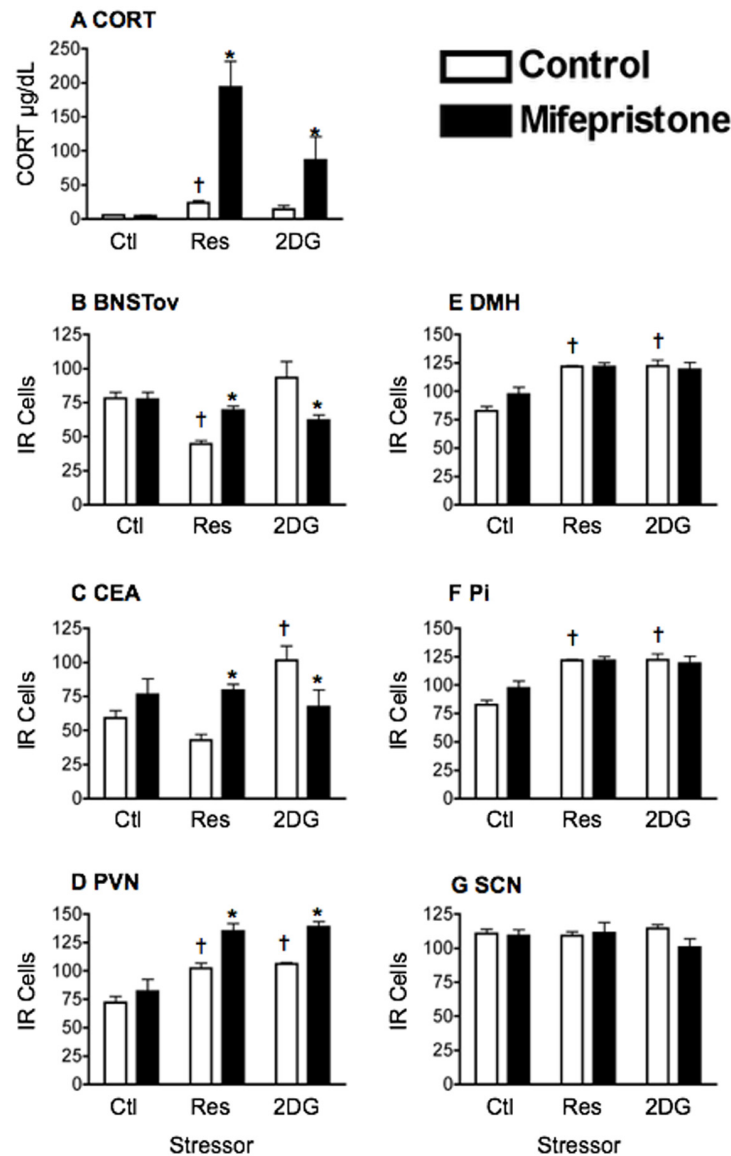 A CORT
Control
Mifepristone
CORT µg/dL
250
200
150
100
50
0
†
*
*
Ctl Res 2DG
B BNSTov
IR Cells
125
100
75
50
25
0
†
*
*
Ctl Res 2DG
E DMH
IR Cells
150
125
100
75
50
25
0
†
†
Ctl Res 2DG
C CEA
IR Cells
125
100
75
50
25
0
*
†
*
Ctl Res 2DG
F Pi
IR Cells
150
125
100
75
50
25
0
†
†
Ctl Res 2DG
D PVN
IR Cells
150
125
100
75
50
25
0
†
*
†
*
Ctl Res 2DG
Stressor
G SCN
IR Cells
125
100
75
50
25
0
Ctl Res 2DG
Stressor